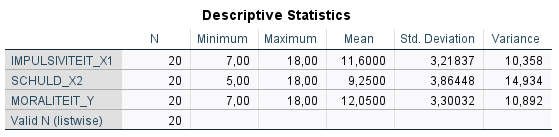 Descriptive Statistics
N Minimum Maximum Mean Std. Deviation Variance
IMPULSIVITEIT_X1 20 7,00 18,00 11,6000 3,21837 10,358
SCHULD_X2 20 5,00 18,00 9,2500 3,86448 14,934
MORALITEIT_Y 20 7,00 18,00 12,0500 3,30032 10,892
Valid N (listwise) 20